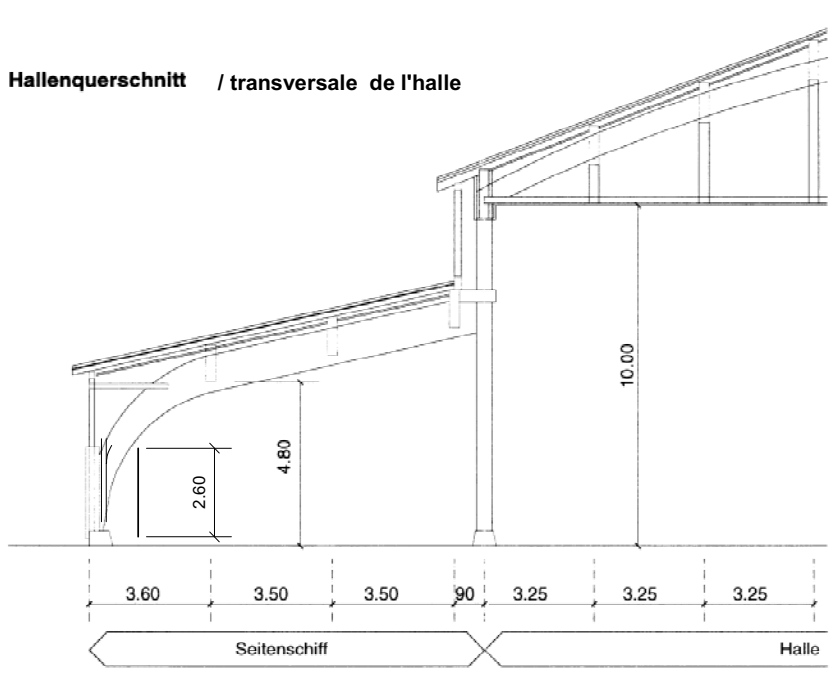 Hallenquerschnitt / transversale de l'halle
10.00
4.80
2.60
3.60 3.50 3.50 90 3.25 3.25 3.25
Seitenschiff Halle